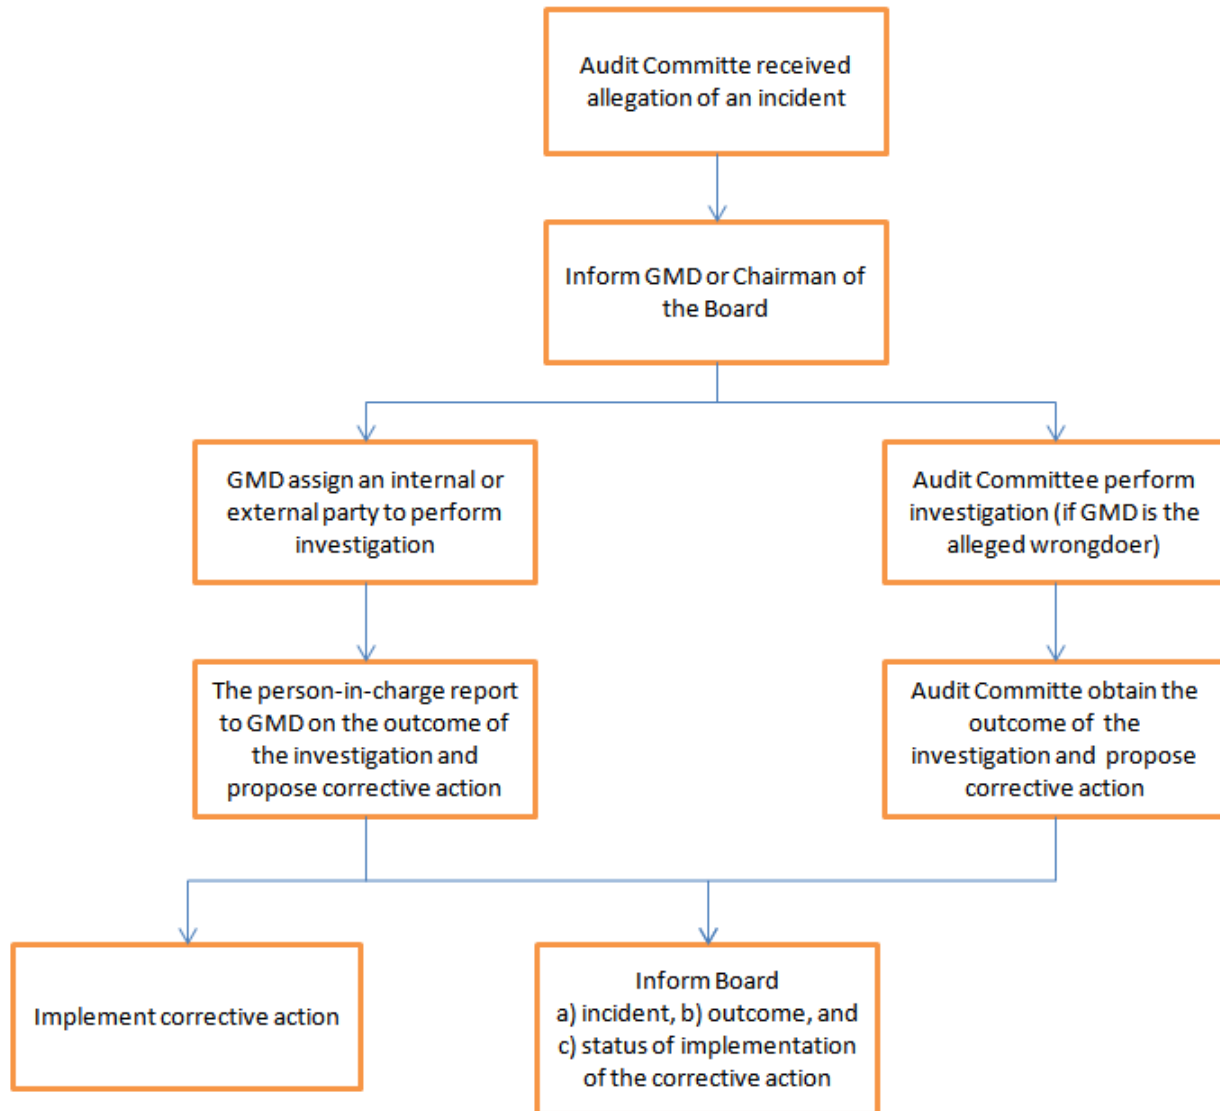 Audit Committe received
allegation of an incident
Inform GMD or Chairman of
the Board
GMD assign an internal or
external party to perform
investigation
Audit Committee perform
investigation (if GMD is the
alleged wrongdoer)
The person-in-charge report
to GMD on the outcome of
the investigation and
propose corrective action
Audit Committe obtain the
outcome of the
investigation and propose
corrective action
Implement corrective action
Inform Board
a) incident, b) outcome, and
c) status of implementation
of the corrective action